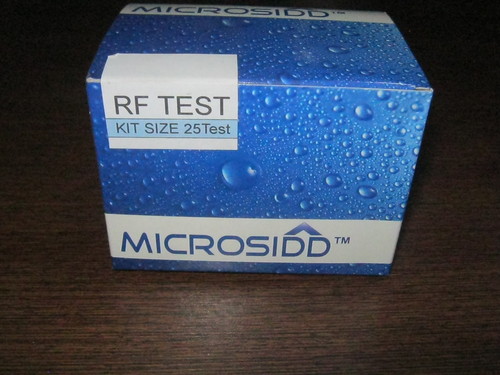 MICROSIDD™
RF TEST
KIT SIZE 25Test
MICROSIDD™